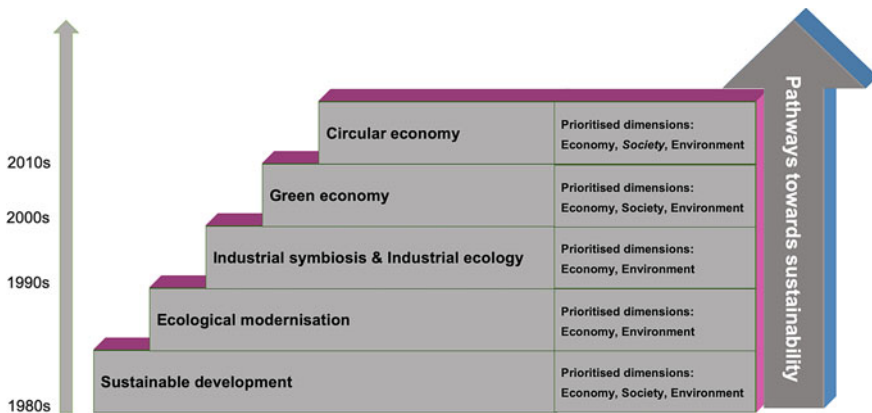 2010s
2000s
1990s
1980s
Circular economy
Prioritised dimensions:
Economy, Society, Environment
Green economy
Prioritised dimensions:
Economy, Society, Environment
Industrial symbiosis & Industrial ecology
Prioritised dimensions:
Economy, Environment
Ecological modernisation
Prioritised dimensions:
Economy, Environment
Sustainable development
Prioritised dimensions:
Economy, Society, Environment
Pathways towards sustainability